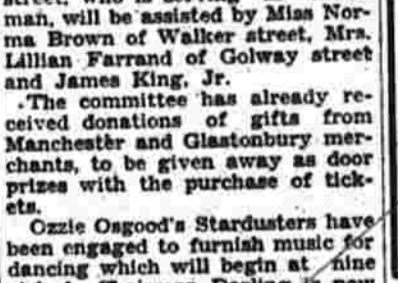 man, will be assisted by Miss Nor-
ma Brown of Walker street, Mrs.
Lillian Farrand of Golway street
and James King, Jr.
The committee has already re-
ceived donations of gifts from
Manchester and Glastonbury mer-
chants, to be given away as door
prizes with the purchase of tick-
ets.
Ozzie Osgood's Stardusters have
been engaged to furnish music for
dancing which will begin at nine